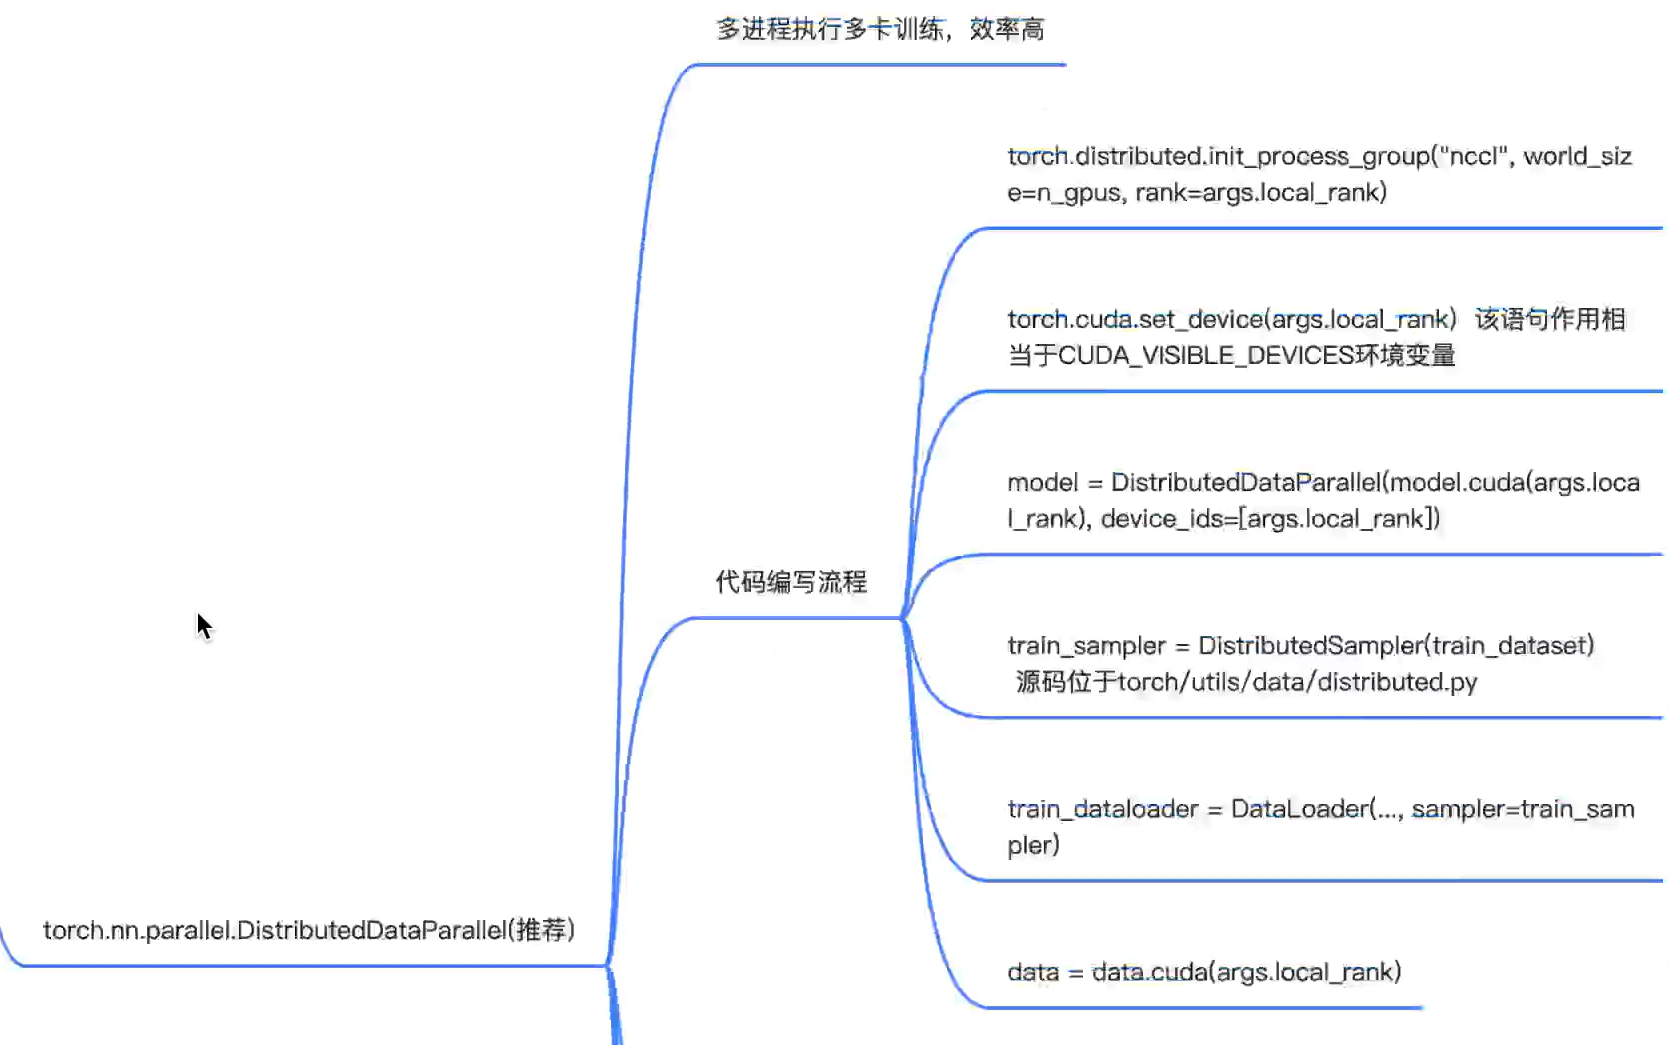 多进程执行多卡训练，效率高
torch.distributed.init_process_group("nccl", world_siz
e=n_gpus, rank=args.local_rank)
torch.cuda.set_device(args.local_rank)  该语句作用相
当于CUDA_VISIBLE_DEVICES环境变量
model = DistributedDataParallel(model.cuda(args.loca
l_rank), device_ids=[args.local_rank])
代码编写流程
train_sampler = DistributedSampler(train_dataset)
源码位于torch/utils/data/distributed.py
train_dataloader = DataLoader(..., sampler=train_sam
pler)
torch.nn.parallel.DistributedDataParallel(推荐)
data = data.cuda(args.local_rank)